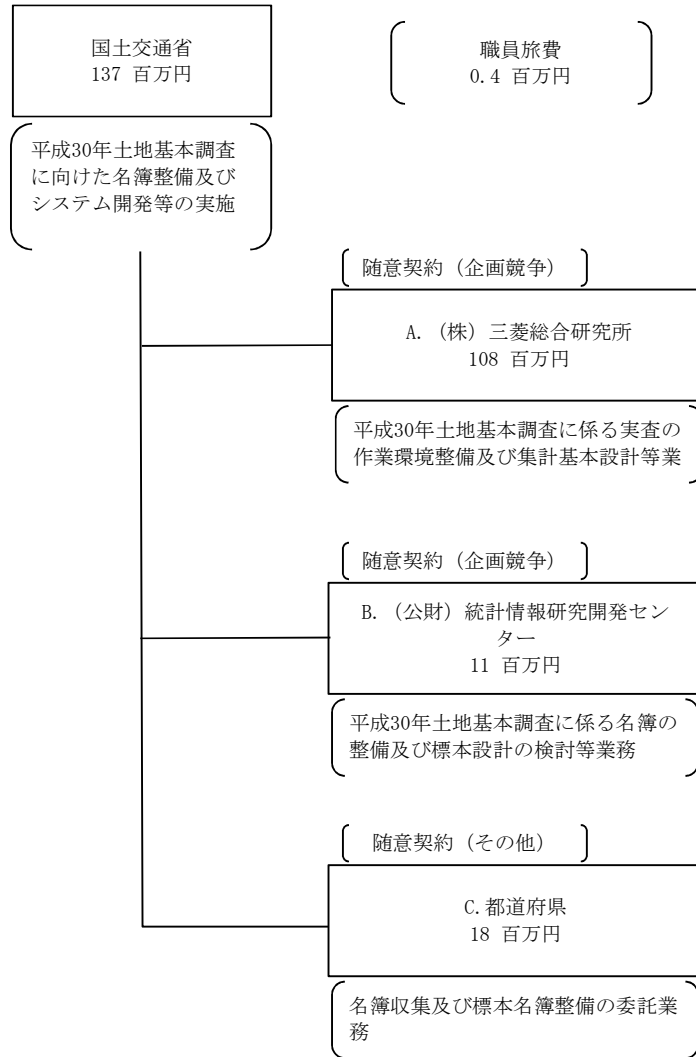 国土交通省
137 百万円
職員旅費
0.4 百万円
平成30年土地基本調査
に向けた名簿整備及び
システム開発等の実施
随意契約（企画競争）
A.（株）三菱総合研究所
108 百万円
平成30年土地基本調査に係る実査の
作業環境整備及び集計基本設計等業
随意契約（企画競争）
B.（公財）統計情報研究開発セン
ター
11 百万円
平成30年土地基本調査に係る名簿の
整備及び標本設計の検討等業務
随意契約（その他）
C.都道府県
18 百万円
名簿収集及び標本名簿整備の委託業
務